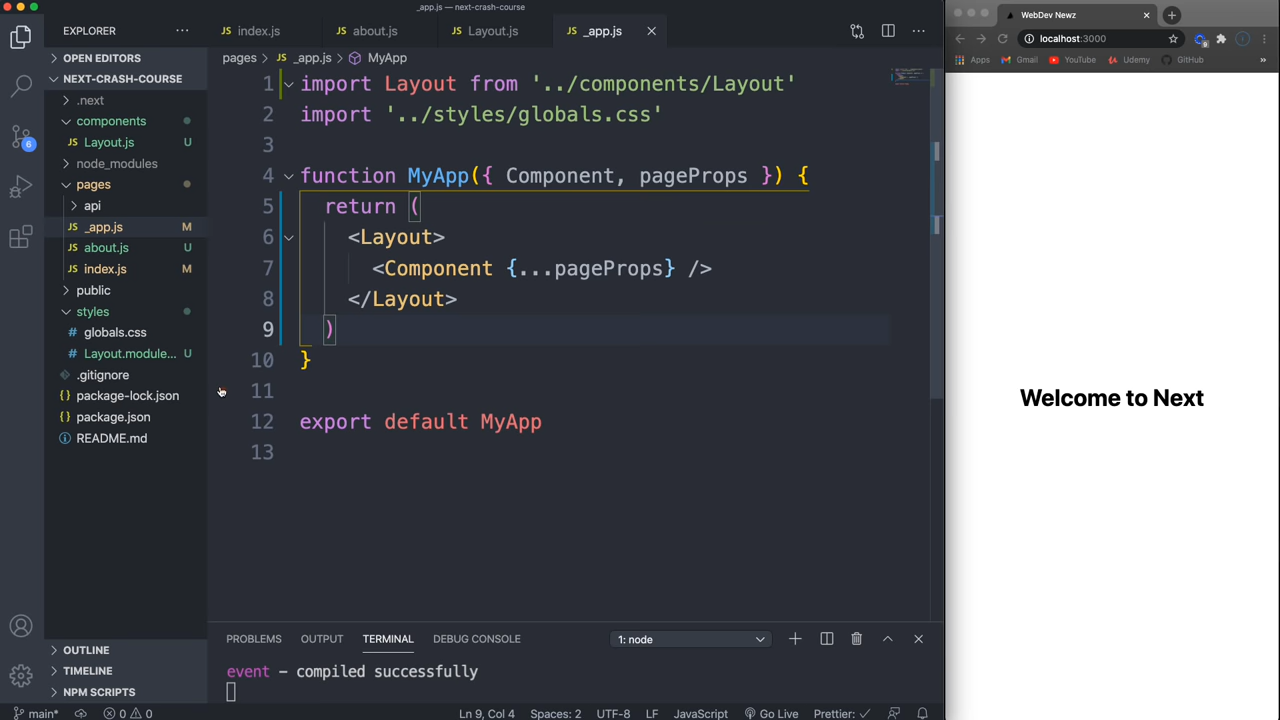 _app.js — next-crash-course
EXPLORER
OPEN EDITORS
NEXT-CRASH-COURSE
.next
components
Layout.js U
node_modules
pages
api
_app.js M
about.js U
index.js M
public
styles
globals.css
Layout.module... U
.gitignore
package-lock.json
package.json
README.md
OUTLINE
TIMELINE
NPM SCRIPTS
6
JS index.js
JS about.js
JS Layout.js
JS _app.js
pages > JS _app.js > MyApp
1 import Layout from '../components/Layout'
2 import '../styles/globals.css'
3
4 function MyApp({ Component, pageProps }) {
5 return (
6 <Layout>
7 <Component {...pageProps} />
8 </Layout>
9 )
10 }
11
12 export default MyApp
13
PROBLEMS OUTPUT TERMINAL DEBUG CONSOLE 1: node
event - compiled successfully
main* 0 0 Ln 9, Col 4 Spaces: 2 UTF-8 LF JavaScript Go Live Prettier: ✓
WebDev Newz
localhost:3000
Apps Gmail YouTube Udemy GitHub »
Welcome to Next